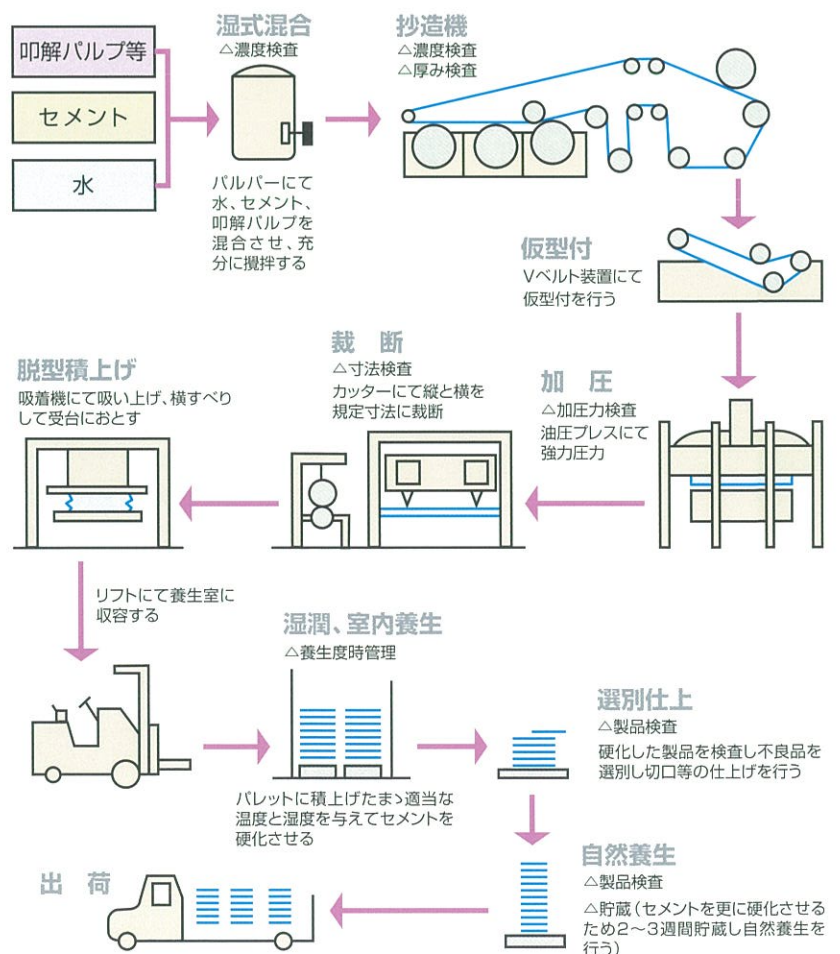 叩解パルプ等
セメント
水
湿式混合
△濃度検査
パルパーにて
水、セメント、
叩解パルプを
混合させ、充
分に攪拌する
抄造機
△濃度検査
△厚み検査
仮型付
Vベルト装置にて
仮型付を行う
加 圧
△加圧力検査
油圧プレスにて
強力圧力
裁 断
△寸法検査
カッターにて縦と横を
規定寸法に裁断
脱型積上げ
吸着機にて吸い上げ、横すべり
して受台におとす
リフトにて養生室に
収容する
湿潤、室内養生
△養生度時管理
パレットに積上げたまゝ適当な
温度と湿度を与えてセメントを
硬化させる
選別仕上
△製品検査
硬化した製品を検査し不良品を
選別し切口等の仕上げを行う
自然養生
△製品検査
△貯蔵(セメントを更に硬化させる
ため2〜3週間貯蔵し自然養生を
行う)
出 荷